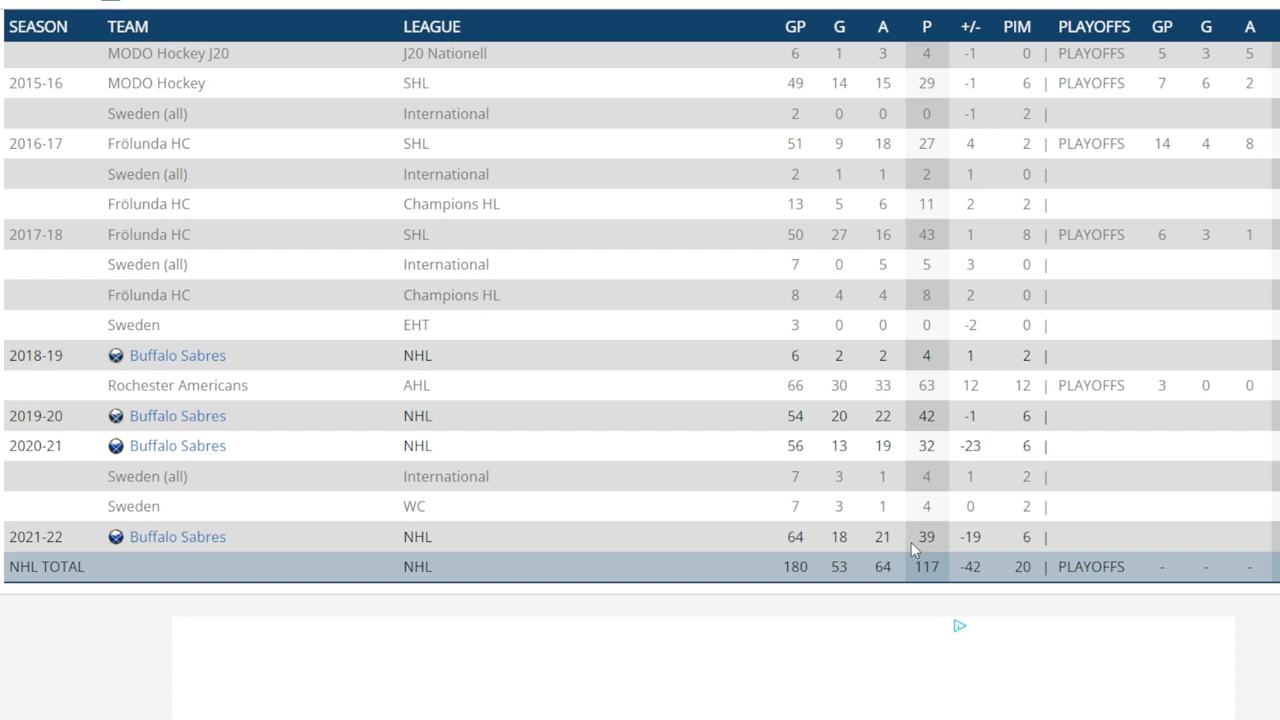 SEASON TEAM LEAGUE GP G A P +/- PIM PLAYOFFS GP G A
MODO Hockey J20 J20 Nationell 6 1 3 4 -1 0 | PLAYOFFS 5 3 5
2015-16 MODO Hockey SHL 49 14 15 29 -1 6 | PLAYOFFS 7 6 2
Sweden (all) International 2 0 0 0 -1 2 |
2016-17 Frölunda HC SHL 51 9 18 27 4 2 | PLAYOFFS 14 4 8
Sweden (all) International 2 1 1 2 1 0 |
Frölunda HC Champions HL 13 5 6 11 2 2 |
2017-18 Frölunda HC SHL 50 27 16 43 1 8 | PLAYOFFS 6 3 1
Sweden (all) International 7 0 5 5 3 0 |
Frölunda HC Champions HL 8 4 4 8 2 0 |
Sweden EHT 3 0 0 0 -2 0 |
2018-19 Buffalo Sabres NHL 6 2 2 4 1 2 |
Rochester Americans AHL 66 30 33 63 12 12 | PLAYOFFS 3 0 0
2019-20 Buffalo Sabres NHL 54 20 22 42 -1 6 |
2020-21 Buffalo Sabres NHL 56 13 19 32 -23 6 |
Sweden (all) International 7 3 1 4 1 2 |
Sweden WC 7 3 1 4 0 2 |
2021-22 Buffalo Sabres NHL 64 18 21 39 -19 6 |
NHL TOTAL NHL 180 53 64 117 -42 20 | PLAYOFFS - - -